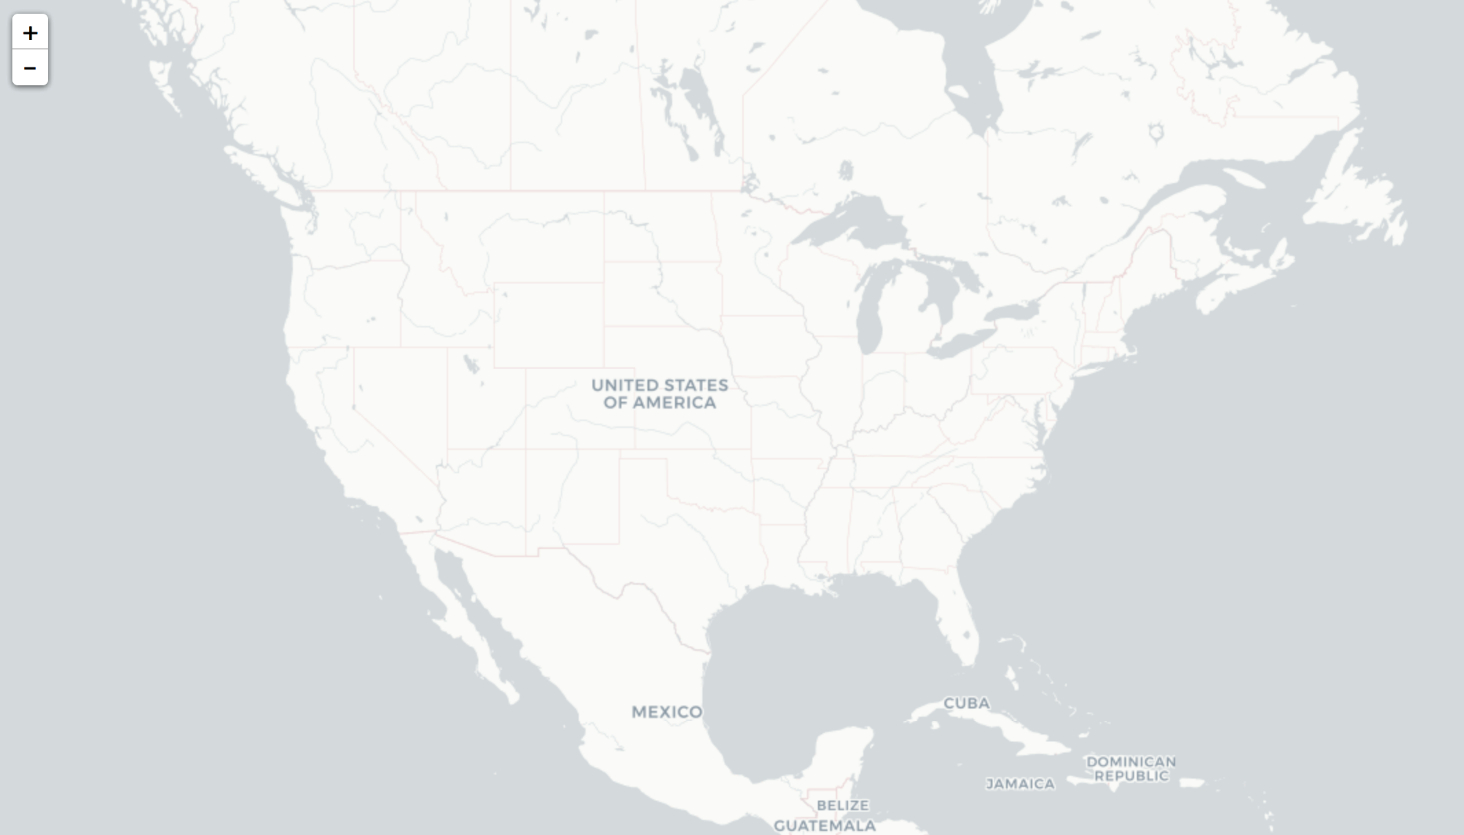 +
−
UNITED STATES
OF AMERICA
MEXICO
CUBA
DOMINICAN
REPUBLIC
JAMAICA
BELIZE
GUATEMALA